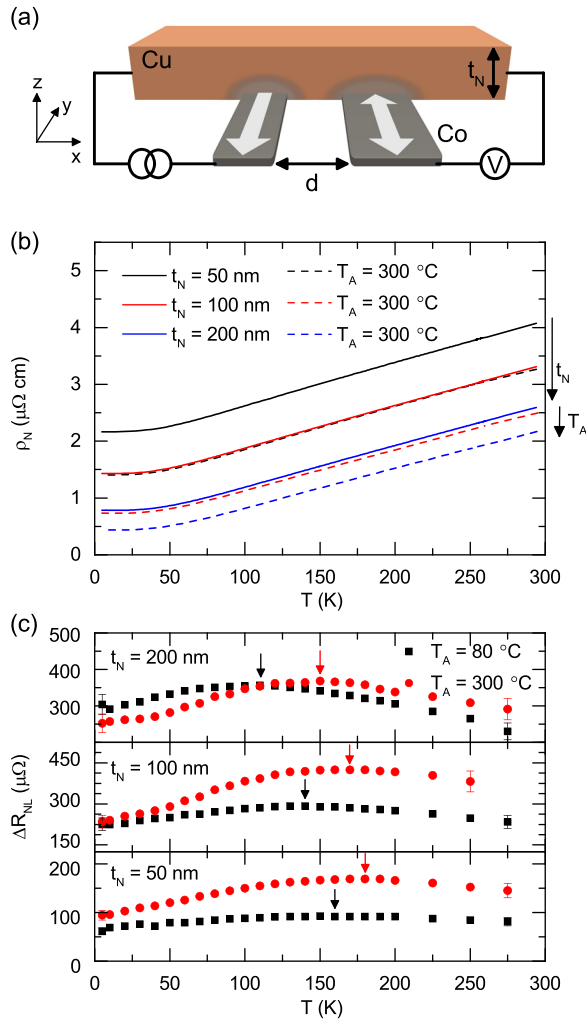 (a)
Cu
t_N
z
y
x
Co
d
V
(b)
5
4
3
2
1
0
ρ_N (μΩ cm)
t_N = 50 nm
t_N = 100 nm
t_N = 200 nm
T_A = 300 °C
T_A = 300 °C
T_A = 300 °C
t_N
T_A
0 50 100 150 200 250 300
T (K)
(c)
ΔR_NL (μΩ)
500
400
300
t_N = 200 nm
T_A = 80 °C
T_A = 300 °C
450
300
150
t_N = 100 nm
200
100
0
t_N = 50 nm
0 50 100 150 200 250 300
T (K)